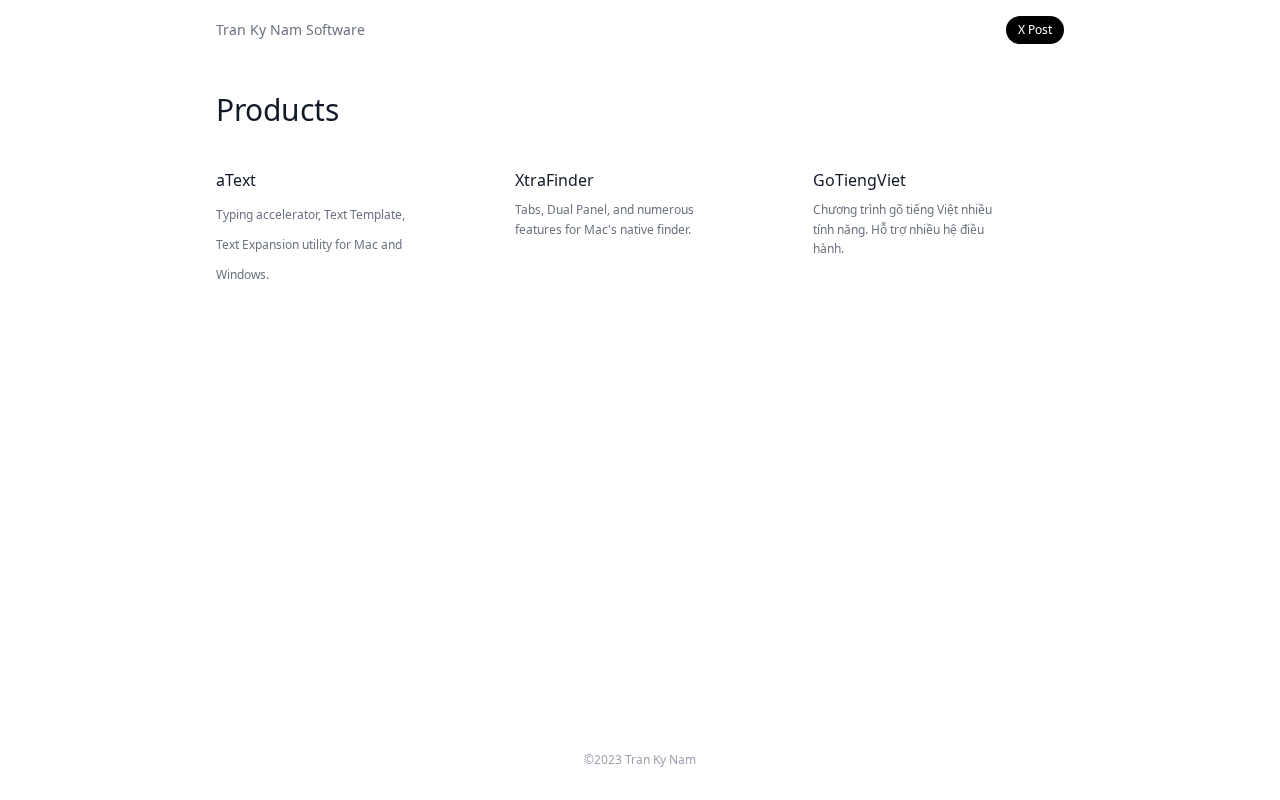 Tran Ky Nam Software
X Post
Products
aText
Typing accelerator, Text Template,
Text Expansion utility for Mac and
Windows.
XtraFinder
Tabs, Dual Panel, and numerous
features for Mac's native finder.
GoTiengViet
Chương trình gõ tiếng Việt nhiều
tính năng. Hỗ trợ nhiều hệ điều
hành.
©2023 Tran Ky Nam